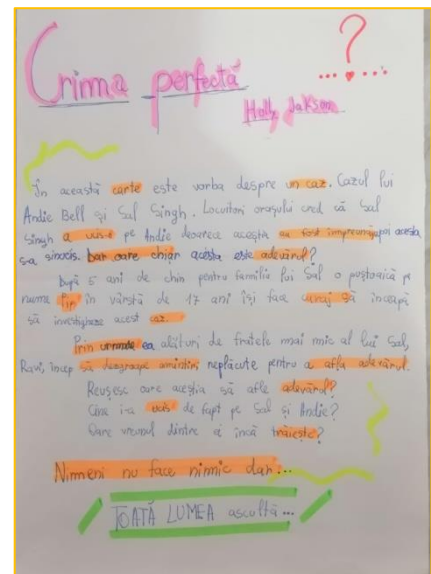 ?
Crima perfectă
Holly Jakson
În această carte este vorba despre un caz. Cazul lui
Andie Bell și Sal Singh. Locuitori orașului cred că Sal
Singh a ucis-o pe Andie deoarece aceștia au fost împreună, apoi acesta
s-a sinucis. Dar oare chiar acesta este adevărul?
După 5 ani de chin pentru familia lui Sal o puștoaică pe
nume Pip în vârstă de 17 ani își face curaj să înceapă
să investigheze acest caz.
Prin urmare ea alături de fratele mai mic al lui Sal,
Ravi, încep să dezgroape amintiri neplăcute pentru a afla adevărul.
Reușesc oare aceștia să afle adevărul?
Cine i-a ucis de fapt pe Sal și Andie?
Oare vreunul dintre ei încă trăiește?
Nimeni nu face nimic dar...
TOATĂ LUMEA ascultă...